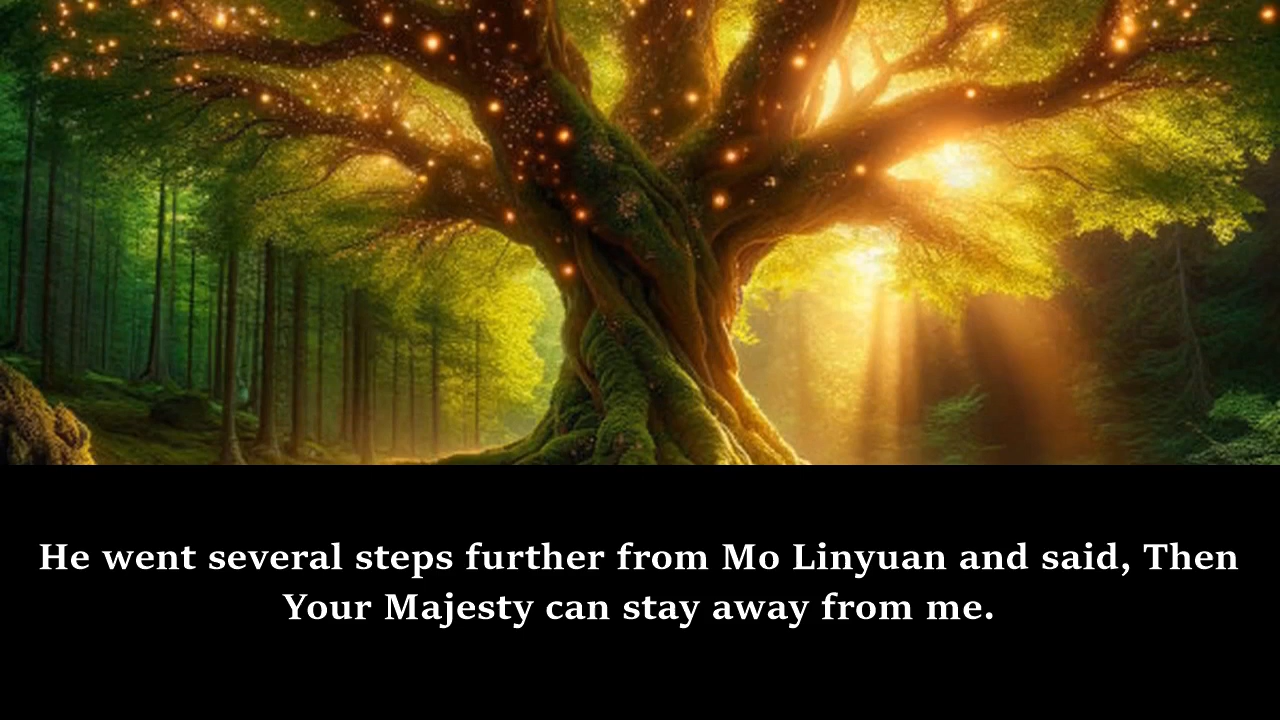 He went several steps further from Mo Linyuan and said, Then
Your Majesty can stay away from me.